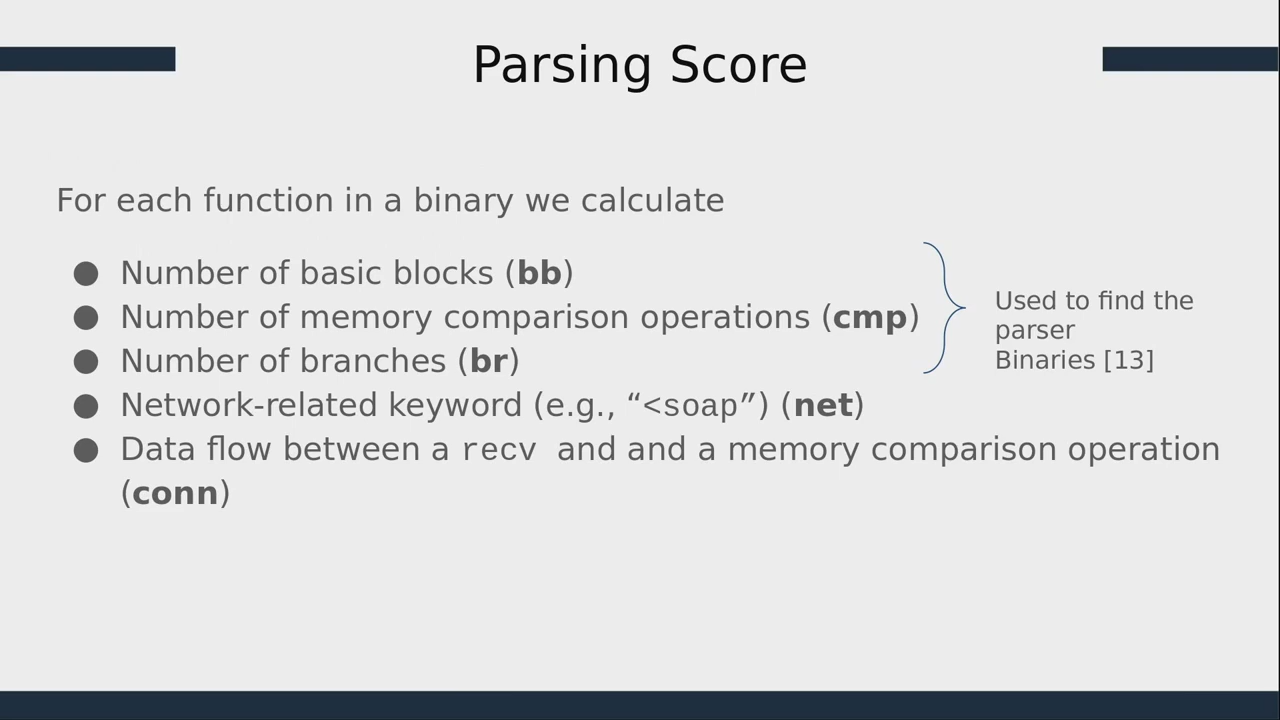 Parsing Score
For each function in a binary we calculate
● Number of basic blocks (bb)
● Number of memory comparison operations (cmp)
● Number of branches (br)
Used to find the
parser
Binaries [13]
● Network-related keyword (e.g., “<soap”) (net)
● Data flow between a recv and and a memory comparison operation
(conn)